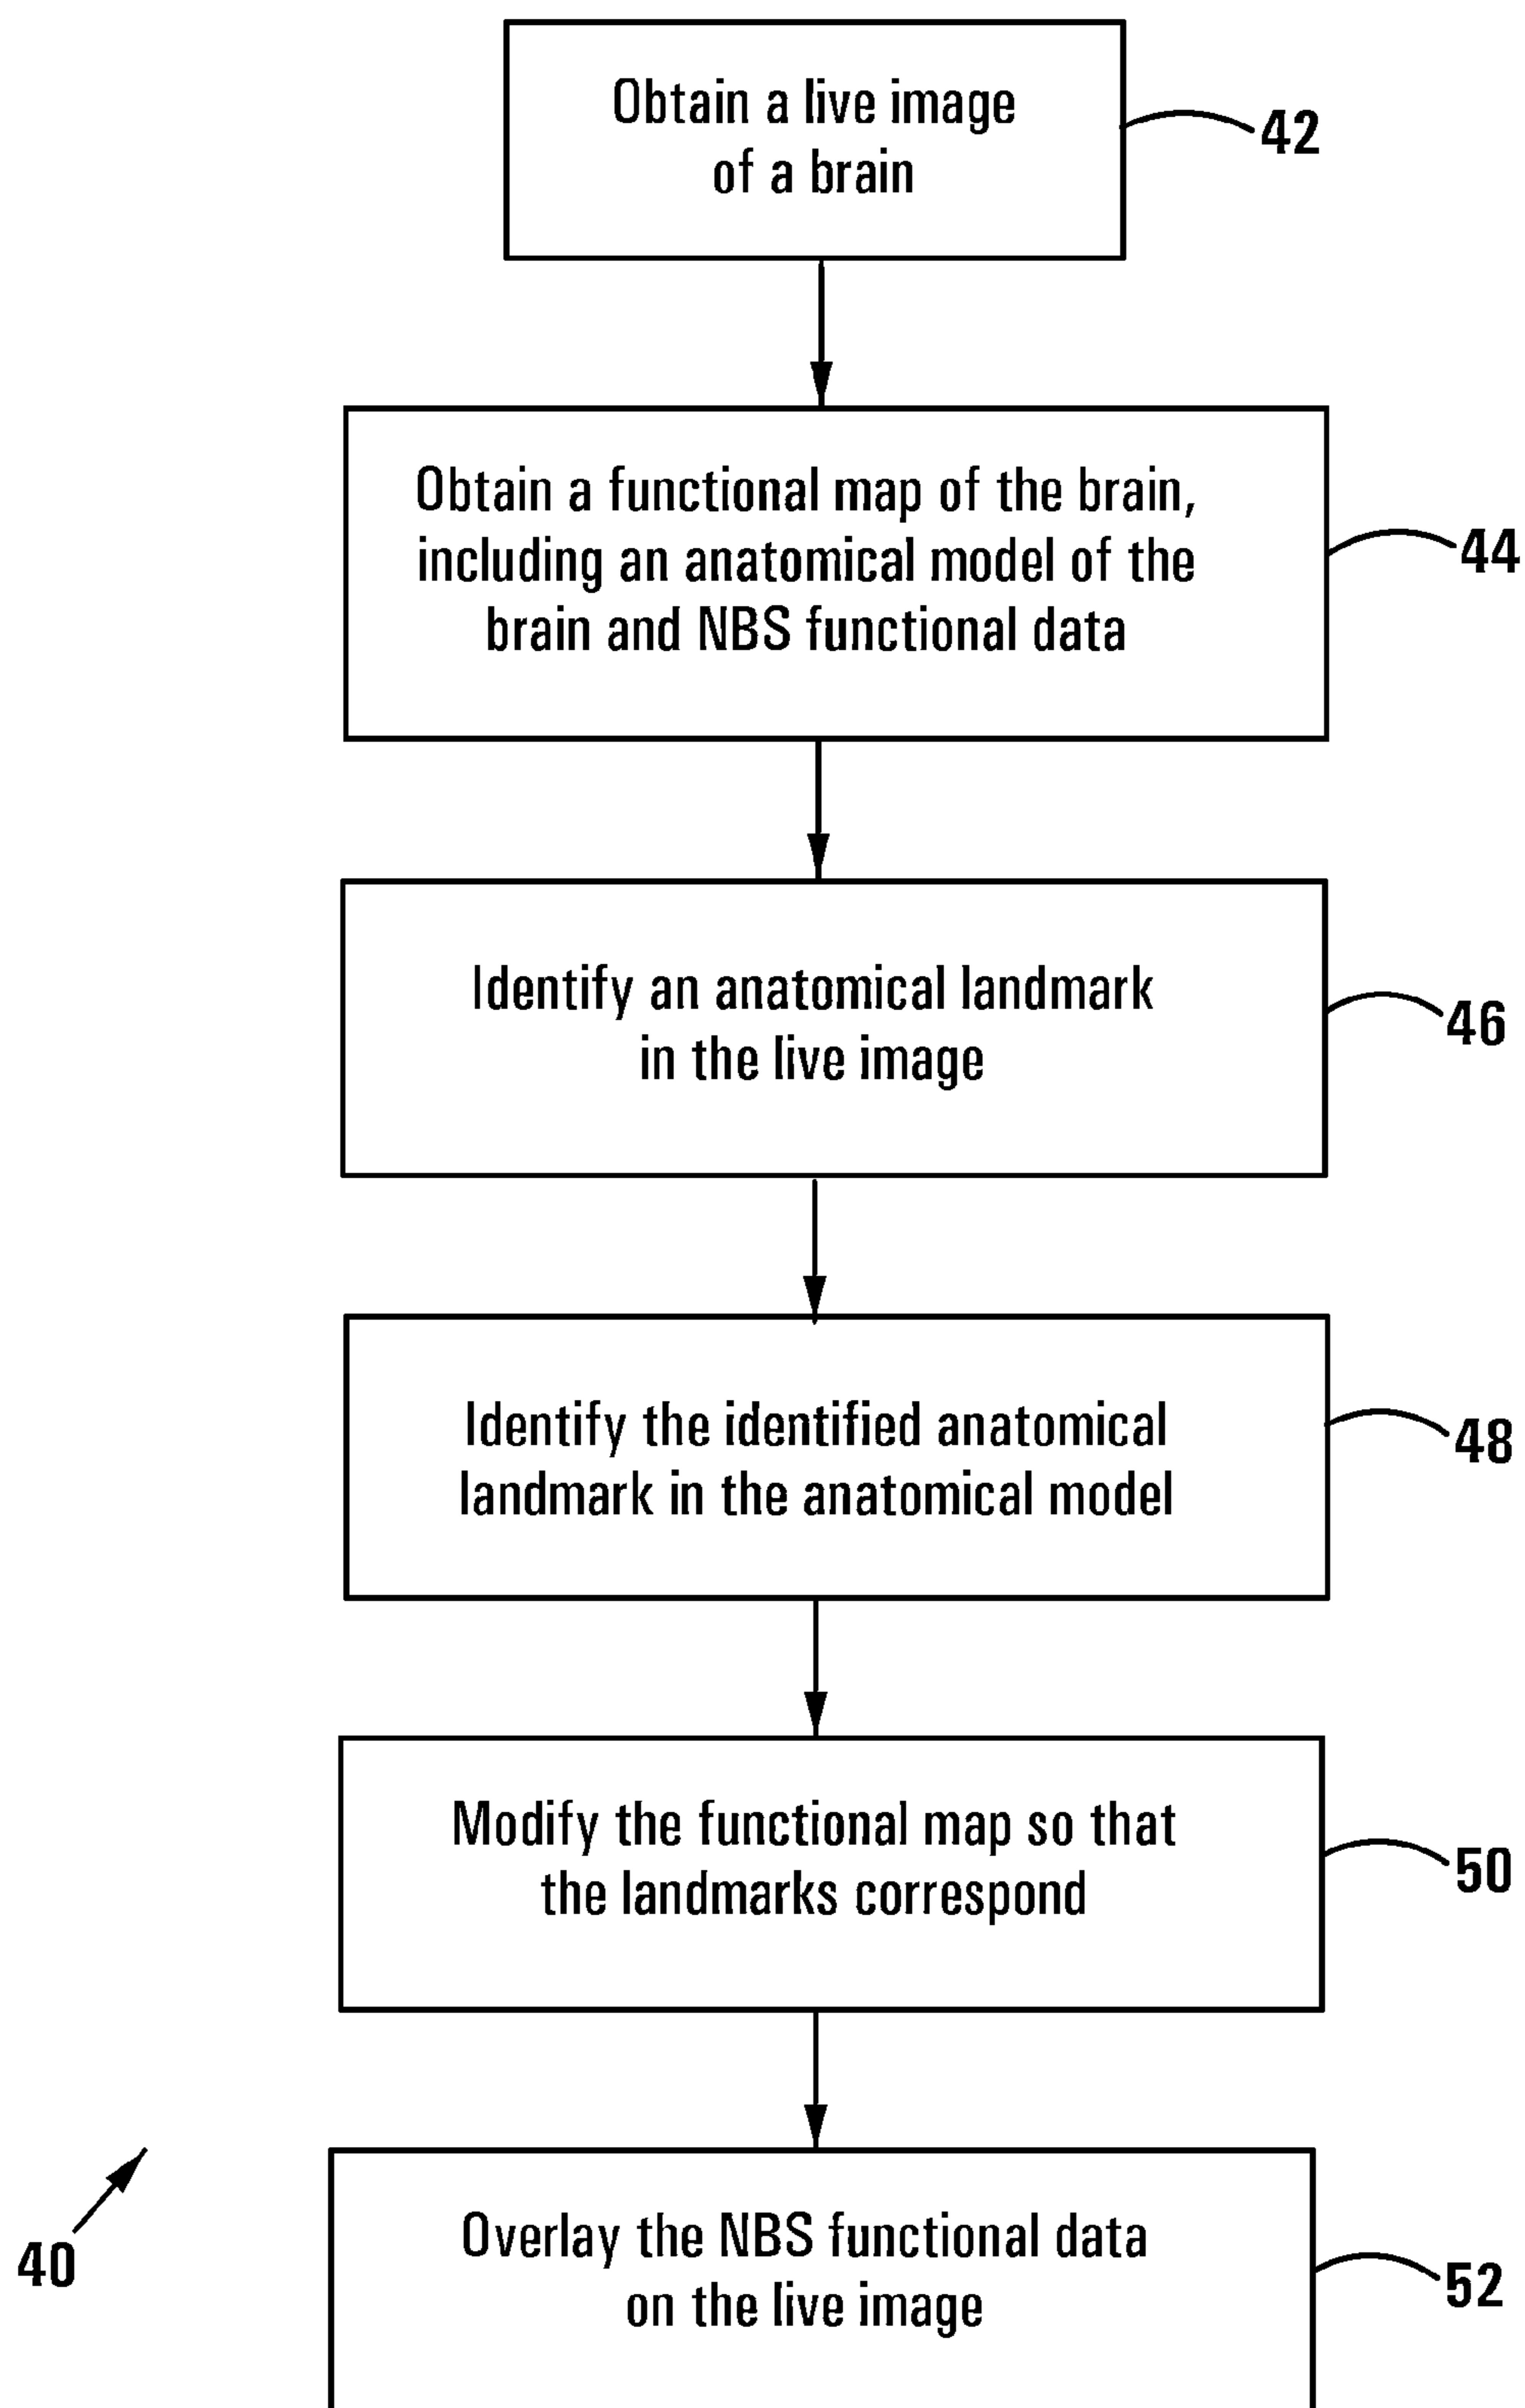 Obtain a live image
of a brain
42
Obtain a functional map of the brain,
including an anatomical model of the
brain and NBS functional data
44
Identify an anatomical landmark
in the live image
46
Identify the identified anatomical
landmark in the anatomical model
48
Modify the functional map so that
the landmarks correspond
50
Overlay the NBS functional data
on the live image
52
40